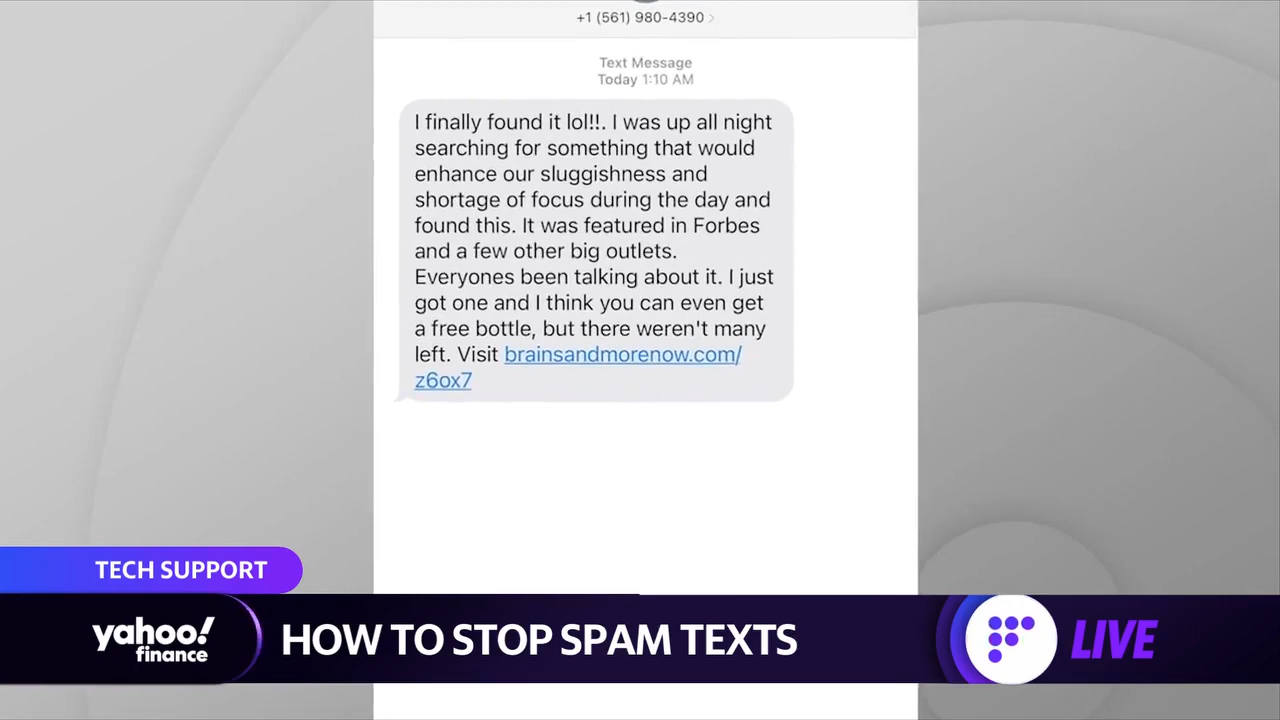 +1 (561) 980-4390 >
Text Message
Today 1:10 AM
I finally found it lol!!. I was up all night
searching for something that would
enhance our sluggishness and
shortage of focus during the day and
found this. It was featured in Forbes
and a few other big outlets.
Everyones been talking about it. I just
got one and I think you can even get
a free bottle, but there weren't many
left. Visit brainsandmorenow.com/
z6ox7
TECH SUPPORT
yahoo!
finance
HOW TO STOP SPAM TEXTS
LIVE